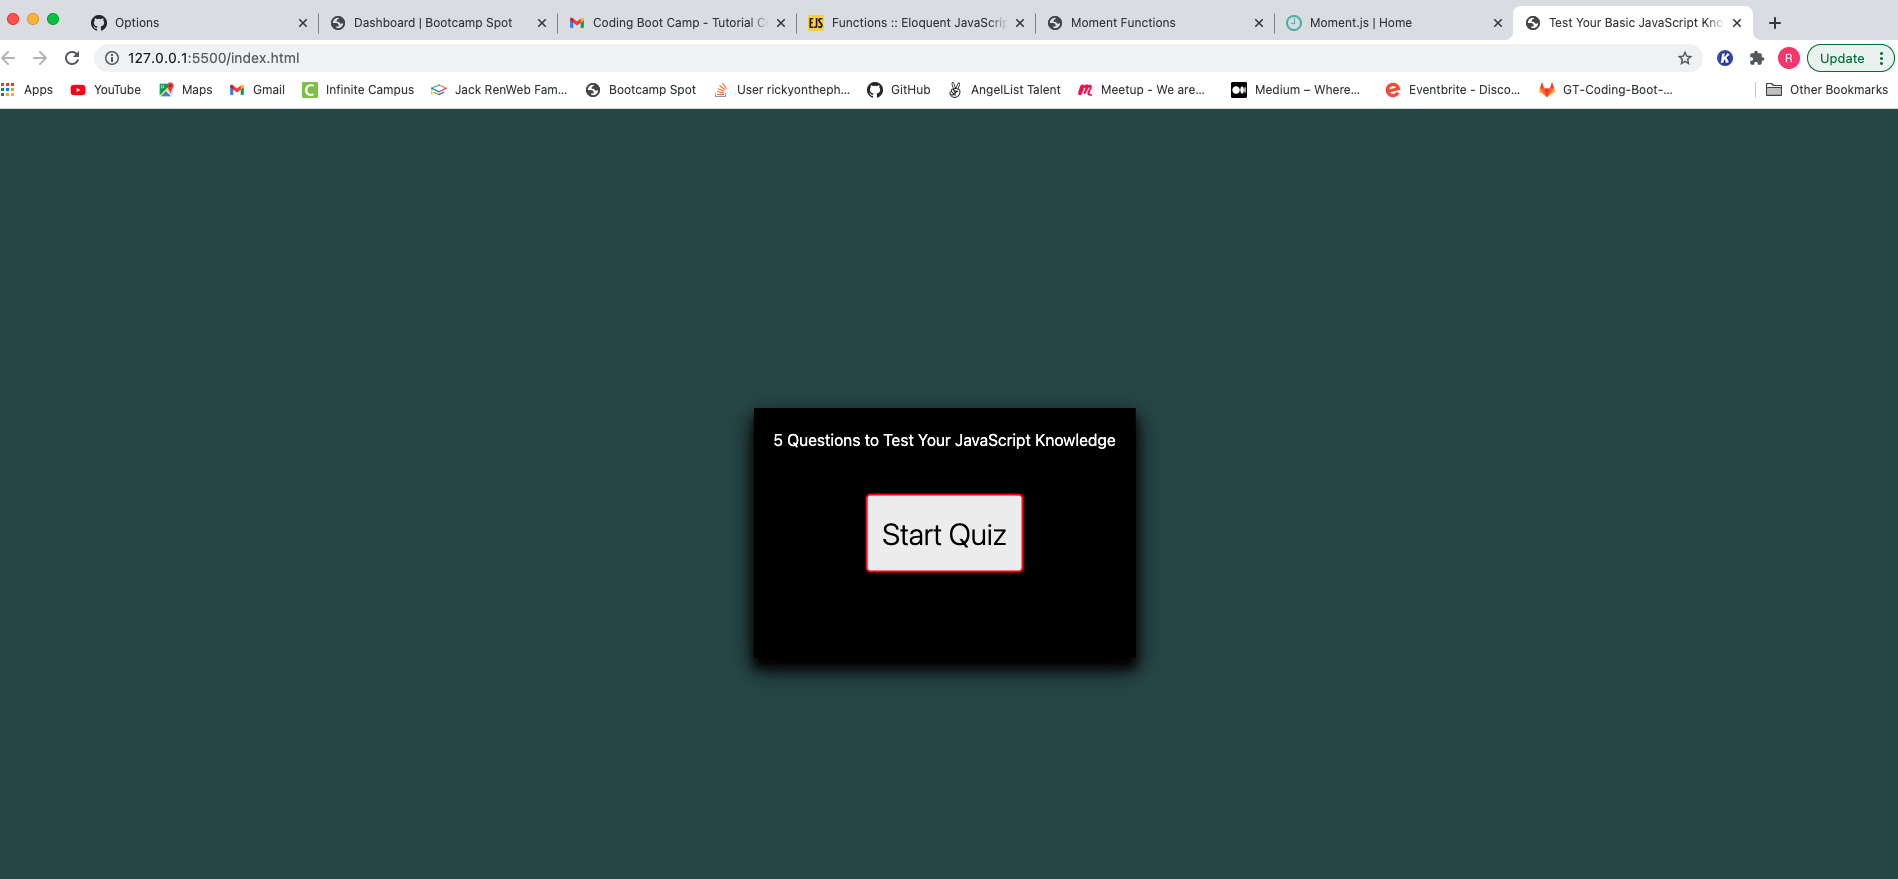 Options
Dashboard | Bootcamp Spot
Coding Boot Camp - Tutorial C
EJS Functions :: Eloquent JavaScrip
Moment Functions
Moment.js | Home
Test Your Basic JavaScript Kno
127.0.0.1:5500/index.html
K
R
Update
Apps
YouTube
Maps
Gmail
C Infinite Campus
Jack RenWeb Fam...
Bootcamp Spot
User rickyontheph...
GitHub
AngelList Talent
m Meetup - We are...
Medium – Where...
e Eventbrite - Disco...
GT-Coding-Boot-...
Other Bookmarks
5 Questions to Test Your JavaScript Knowledge
Start Quiz